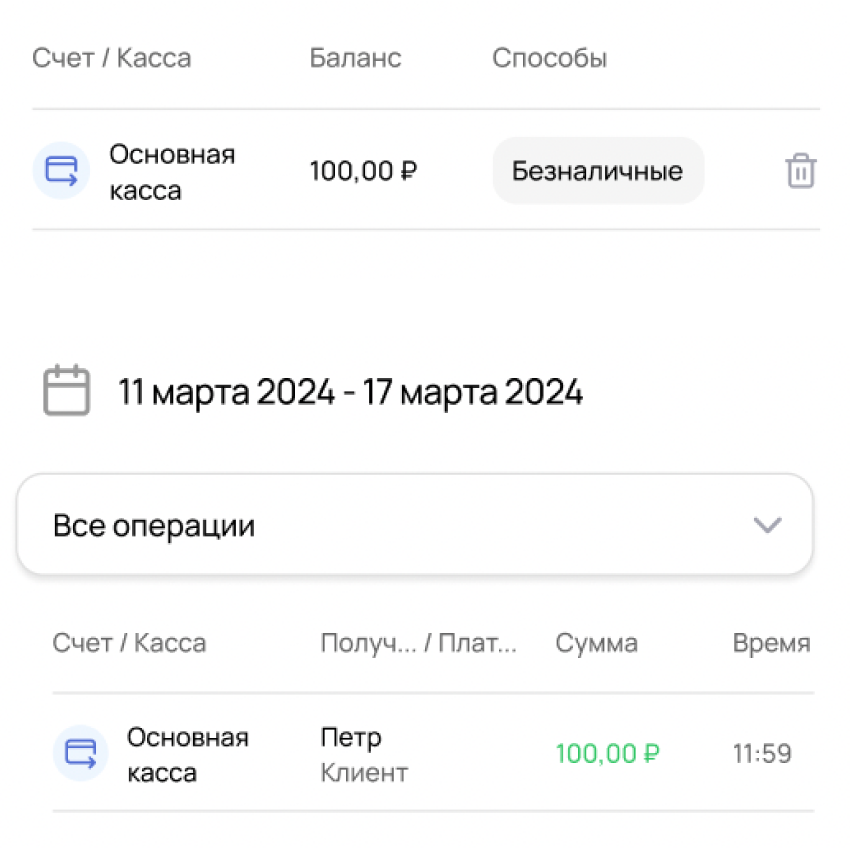 Счет / Касса Баланс Способы
Основная
касса
100,00 ₽ Безналичные
11 марта 2024 - 17 марта 2024
Все операции
Счет / Касса Получ... / Плат... Сумма Время
Основная Петр
касса Клиент
100,00 ₽ 11:59